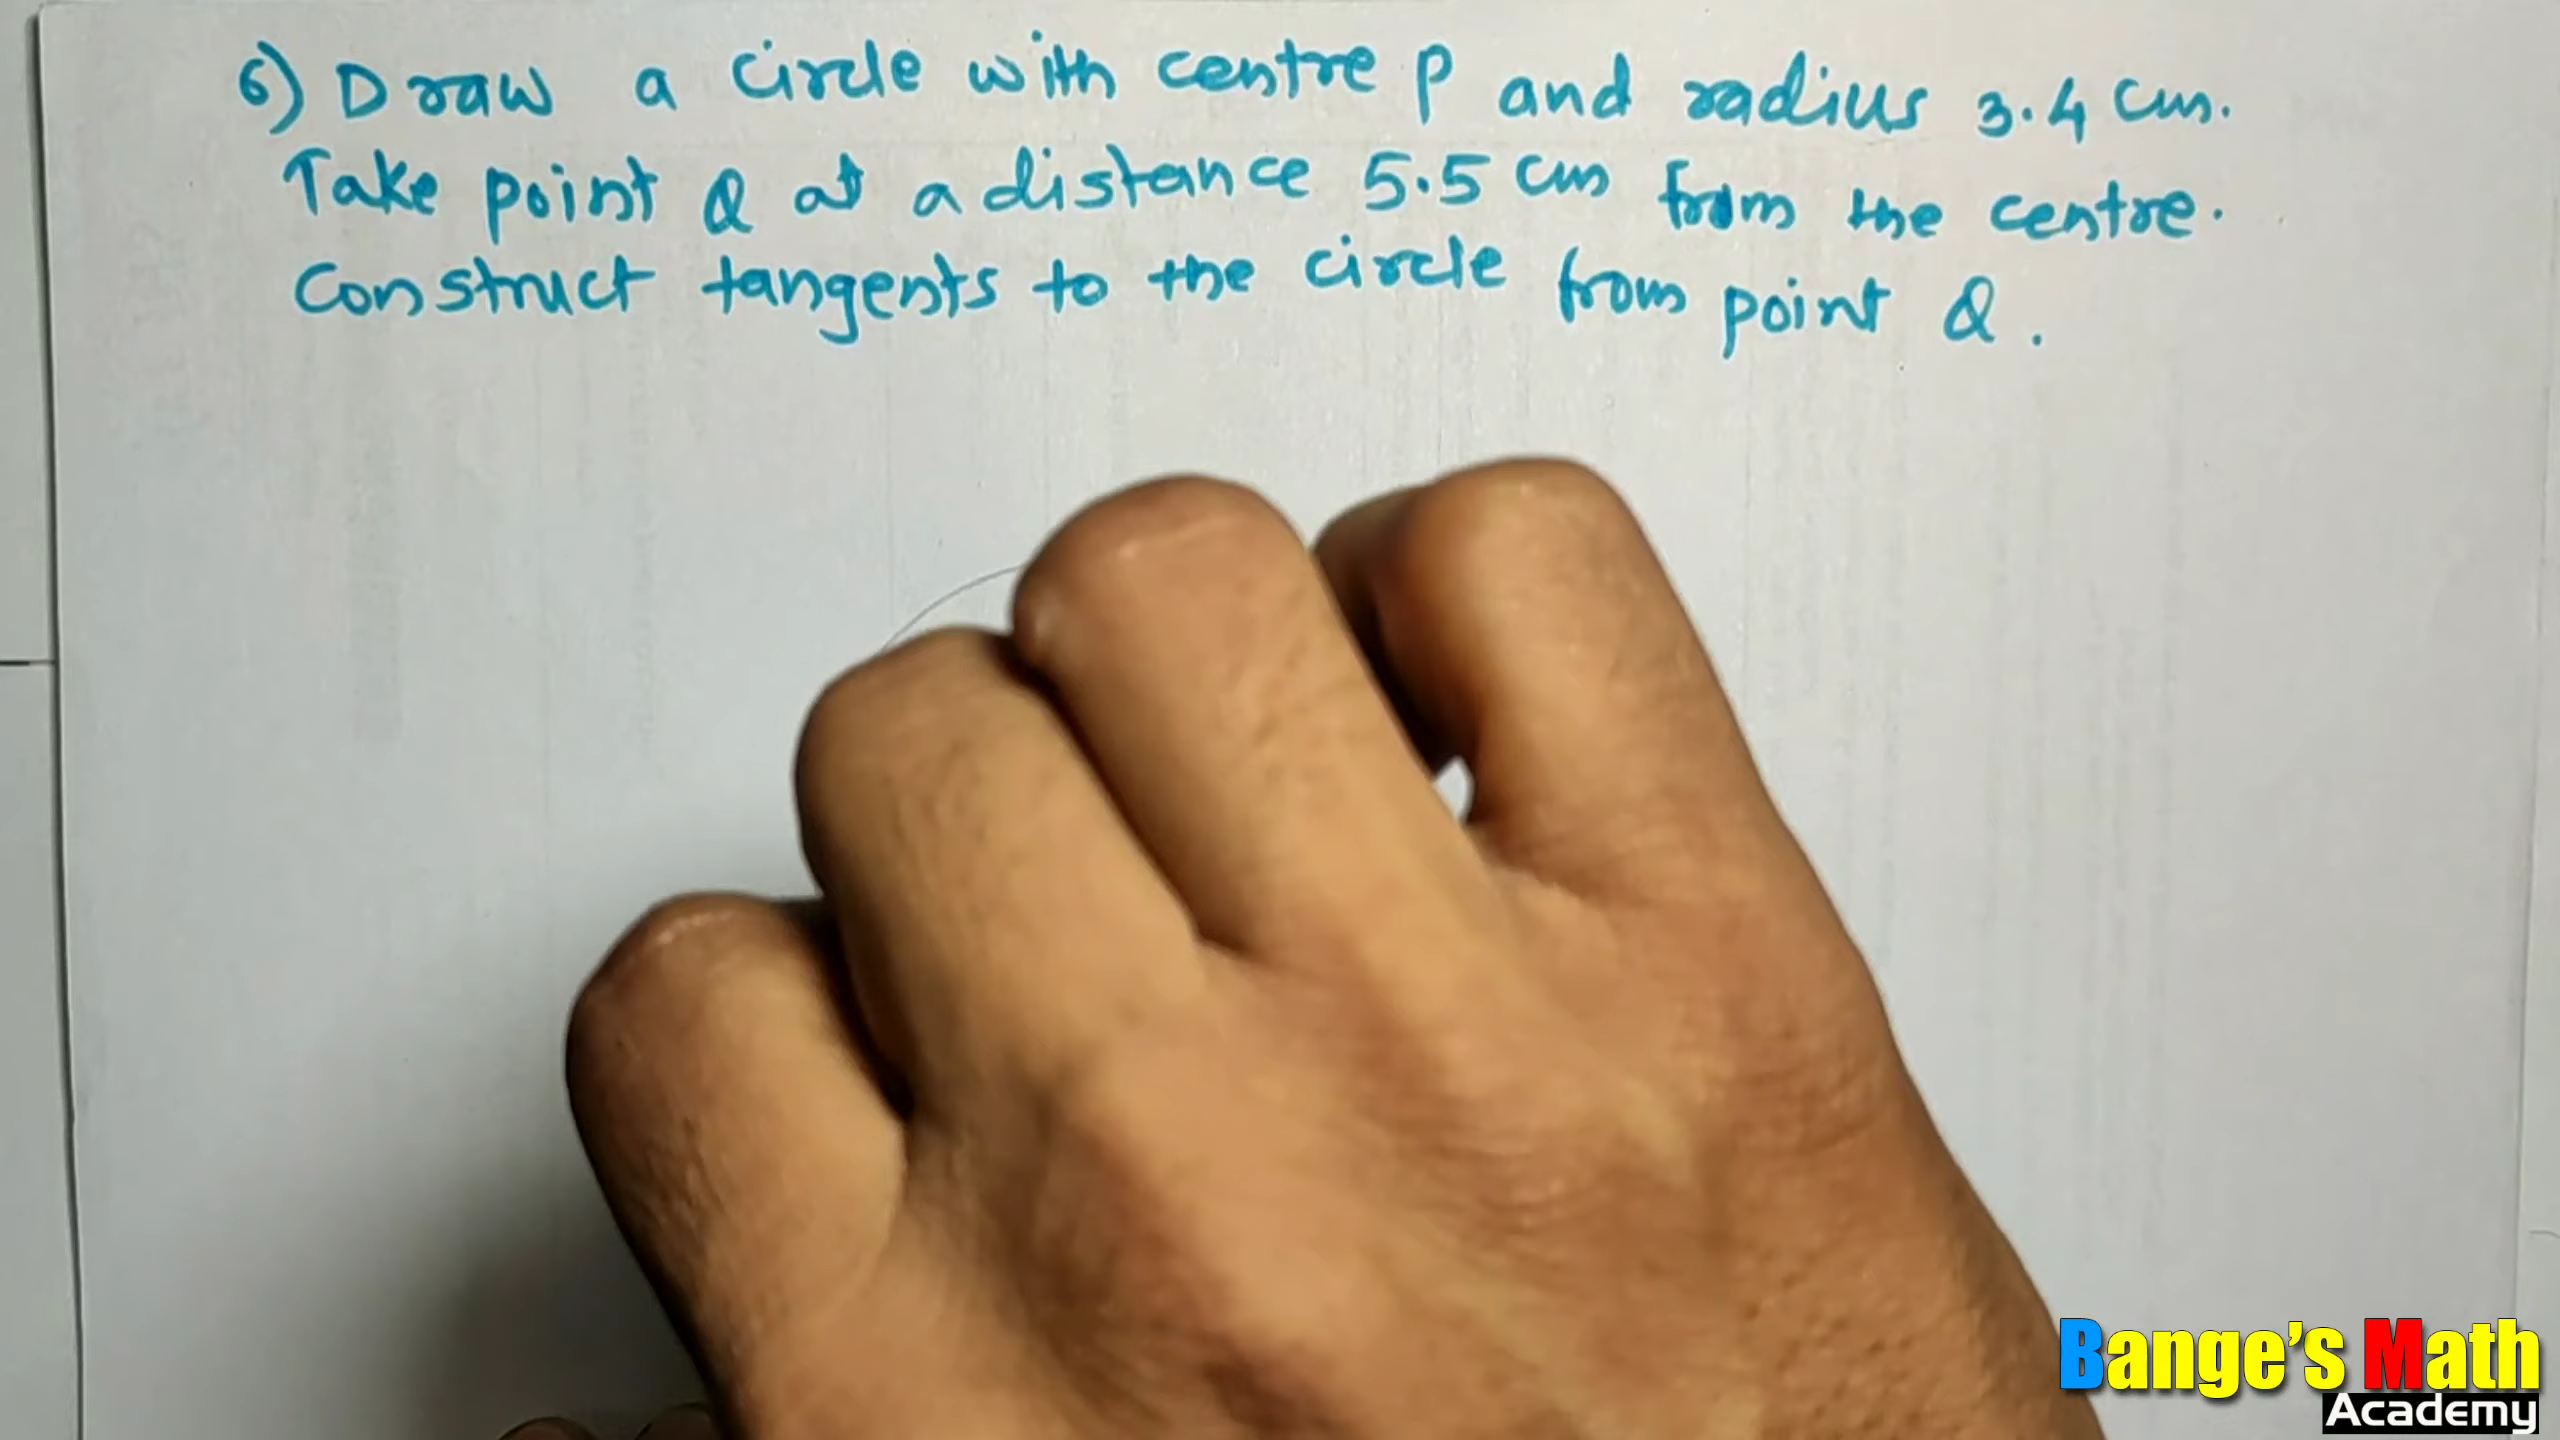 6) Draw a circle with centre P and radius 3.4 cm.
Take point Q at a distance 5.5 cm from the centre.
Construct tangents to the circle from point Q.
Bange's Math
Academy